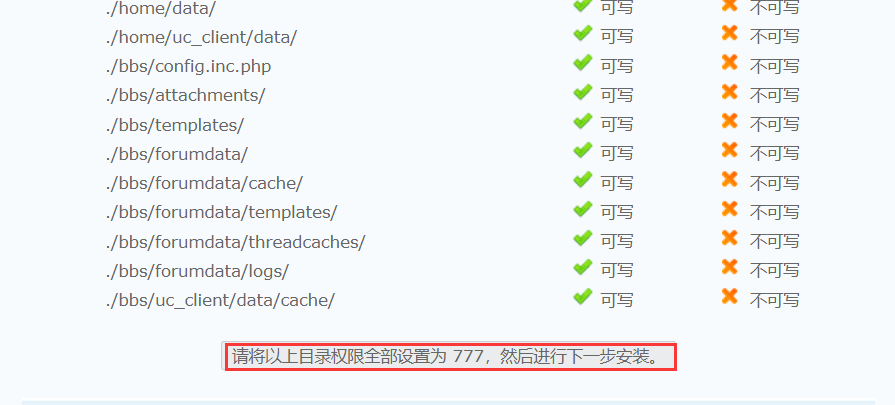 ./home/data/ 可写 不可写
./home/uc_client/data/ 可写 不可写
./bbs/config.inc.php 可写 不可写
./bbs/attachments/ 可写 不可写
./bbs/templates/ 可写 不可写
./bbs/forumdata/ 可写 不可写
./bbs/forumdata/cache/ 可写 不可写
./bbs/forumdata/templates/ 可写 不可写
./bbs/forumdata/threadcaches/ 可写 不可写
./bbs/forumdata/logs/ 可写 不可写
./bbs/uc_client/data/cache/ 可写 不可写
请将以上目录权限全部设置为 777，然后进行下一步安装。